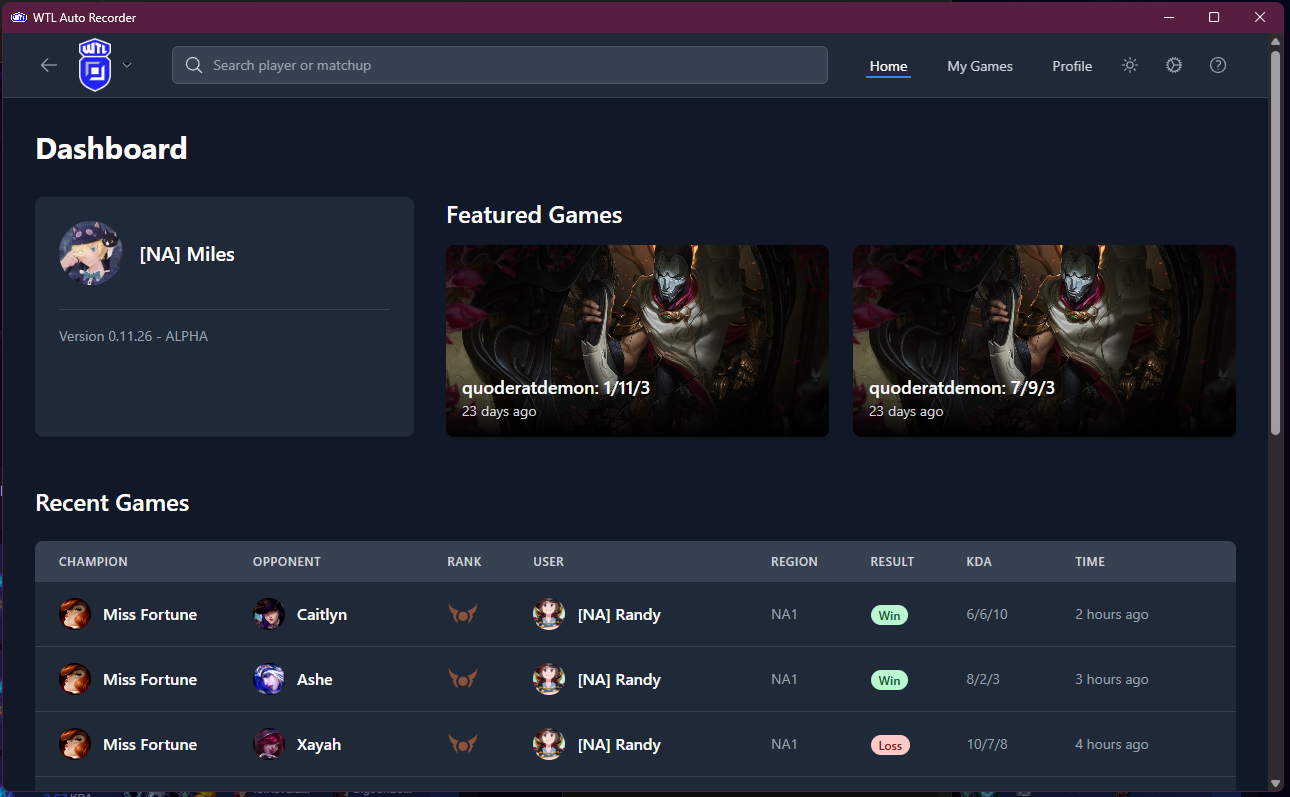 WTL Auto Recorder
WTL
Search player or matchup
Home
My Games
Profile
Dashboard
[NA] Miles
Version 0.11.26 - ALPHA
Featured Games
quoderatdemon: 1/11/3
23 days ago
quoderatdemon: 7/9/3
23 days ago
Recent Games
CHAMPION OPPONENT RANK USER REGION RESULT KDA TIME
Miss Fortune Caitlyn [NA] Randy NA1 Win 6/6/10 2 hours ago
Miss Fortune Ashe [NA] Randy NA1 Win 8/2/3 3 hours ago
Miss Fortune Xayah [NA] Randy NA1 Loss 10/7/8 4 hours ago